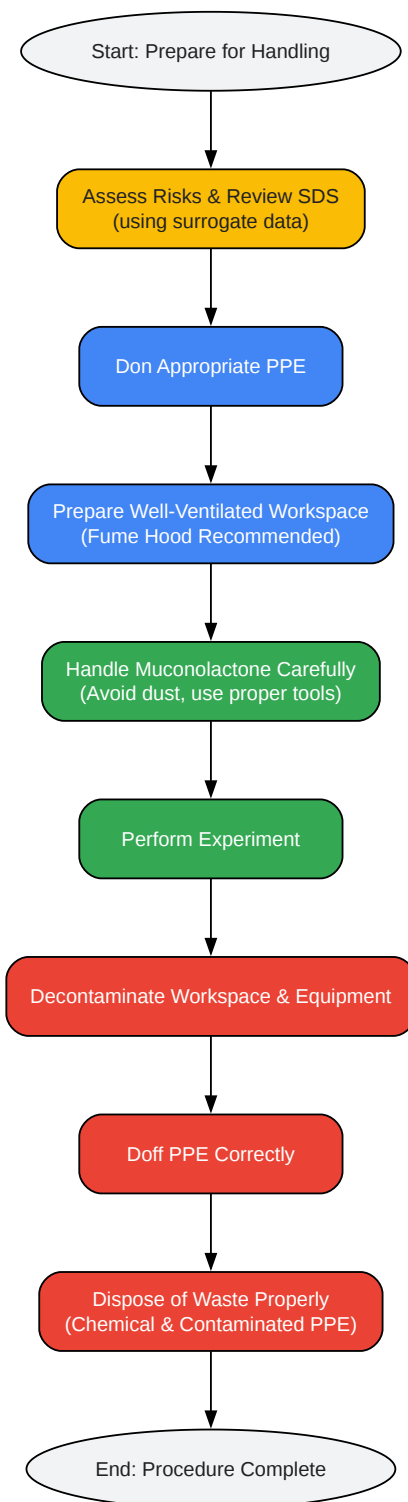 Start: Prepare for Handling
Assess Risks & Review SDS
(using surrogate data)
Don Appropriate PPE
Prepare Well-Ventilated Workspace
(Fume Hood Recommended)
Handle Muconolactone Carefully
(Avoid dust, use proper tools)
Perform Experiment
Decontaminate Workspace & Equipment
Doff PPE Correctly
Dispose of Waste Properly
(Chemical & Contaminated PPE)
End: Procedure Complete